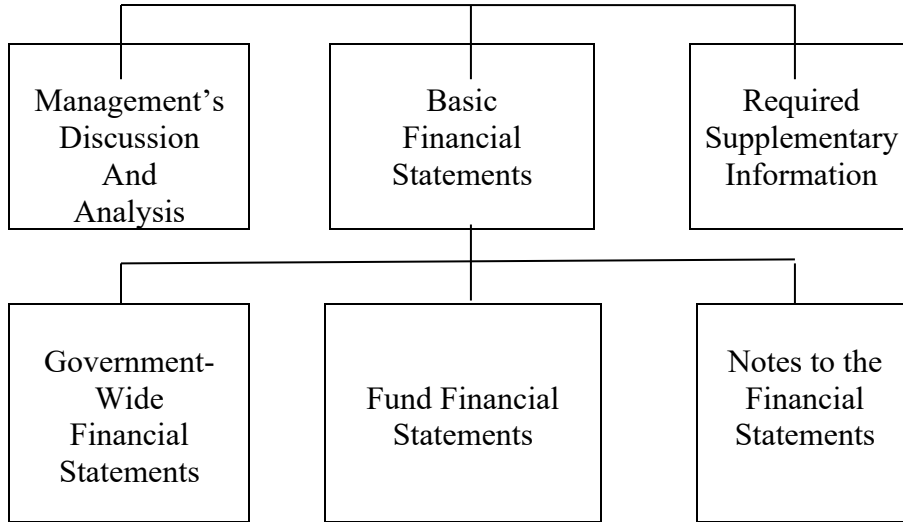 Management’s
Discussion
And
Analysis
Basic
Financial
Statements
Required
Supplementary
Information
Government-
Wide
Financial
Statements
Fund Financial
Statements
Notes to the
Financial
Statements